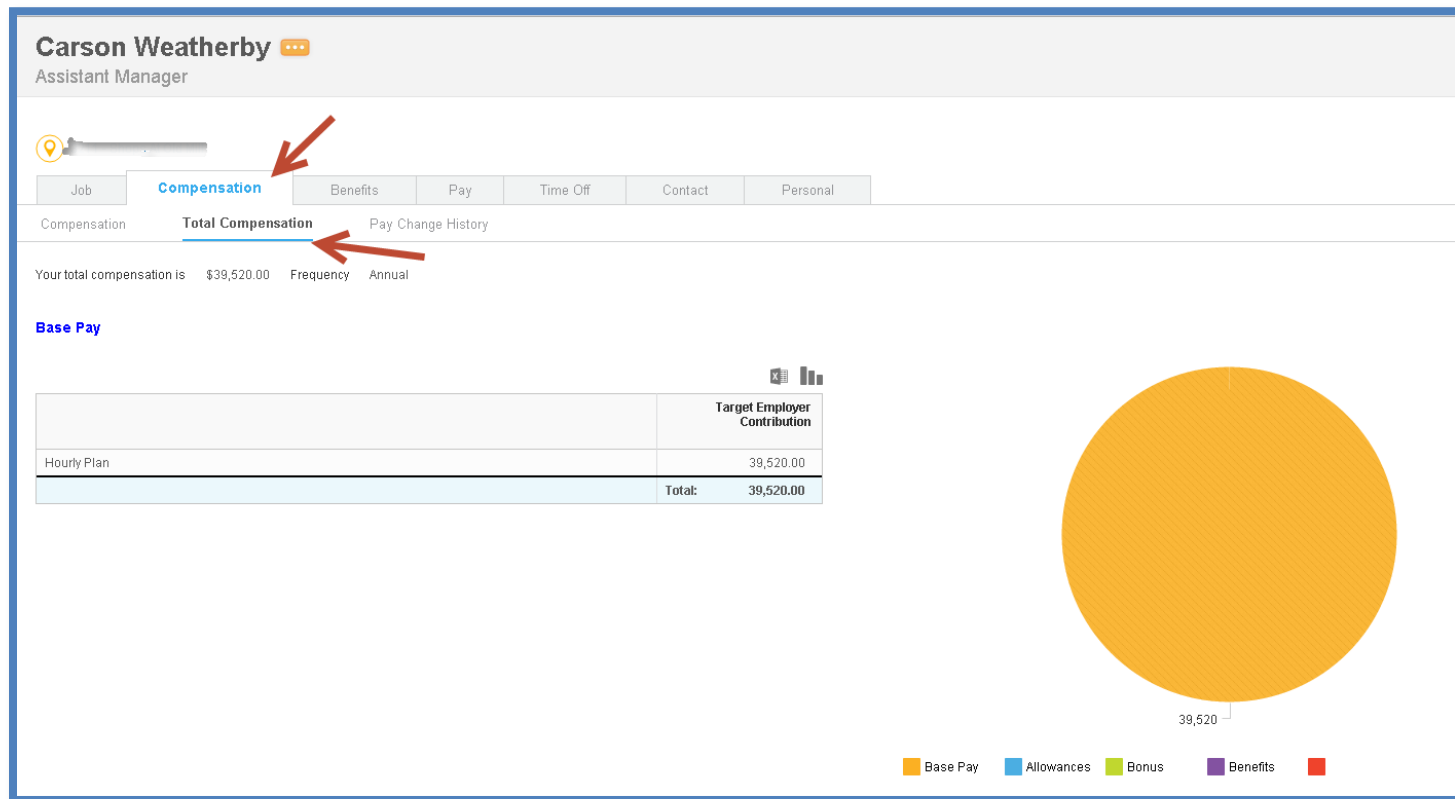 Carson Weatherby
Assistant Manager
Job Compensation Benefits Pay Time Off Contact Personal
Compensation Total Compensation Pay Change History
Your total compensation is $39,520.00 Frequency Annual
Base Pay
Target Employer
Contribution
Hourly Plan 39,520.00
Total: 39,520.00
39,520
Base Pay Allowances Bonus Benefits